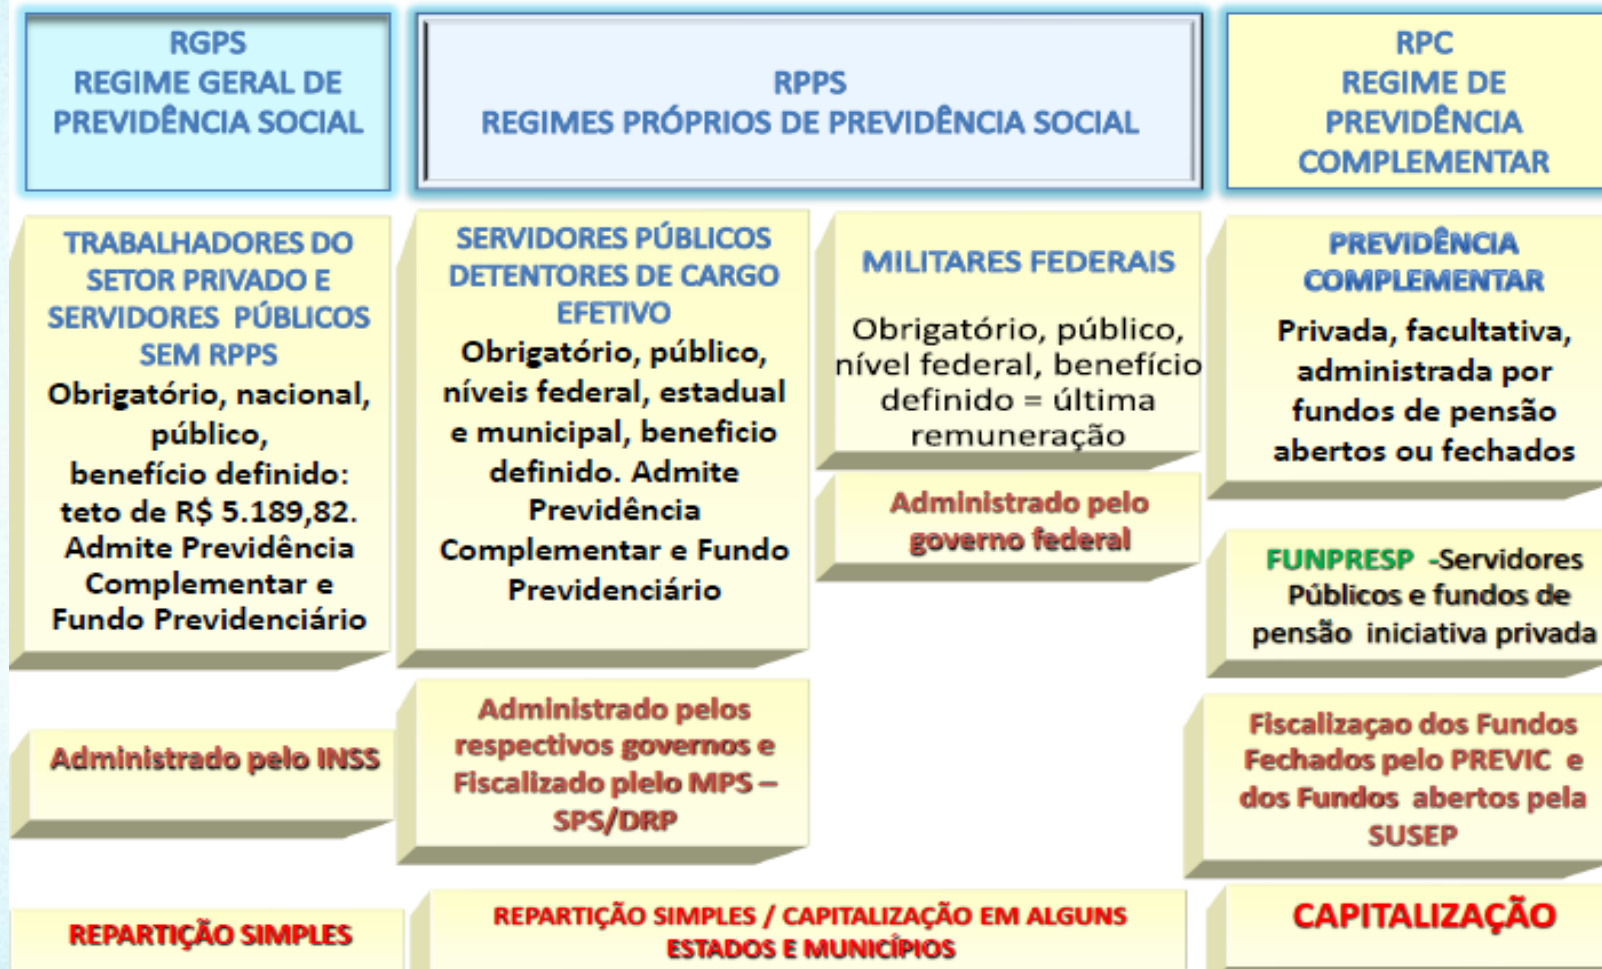 RGPS
REGIME GERAL DE
PREVIDÊNCIA SOCIAL
RPPS
REGIMES PRÓPRIOS DE PREVIDÊNCIA SOCIAL
RPC
REGIME DE
PREVIDÊNCIA
COMPLEMENTAR
TRABALHADORES DO
SETOR PRIVADO E
SERVIDORES PÚBLICOS
SEM RPPS
Obrigatório, nacional,
público,
benefício definido:
teto de R$ 5.189,82.
Admite Previdência
Complementar e
Fundo Previdenciário
SERVIDORES PÚBLICOS
DETENTORES DE CARGO
EFETIVO
Obrigatório, público,
níveis federal, estadual
e municipal, beneficio
definido. Admite
Previdência
Complementar e Fundo
Previdenciário
MILITARES FEDERAIS
Obrigatório, público,
nível federal, benefício
definido = última
remuneração
Administrado pelo
governo federal
PREVIDÊNCIA
COMPLEMENTAR
Privada, facultativa,
administrada por
fundos de pensão
abertos ou fechados
FUNPRESP -Servidores
Públicos e fundos de
pensão iniciativa privada
Administrado pelo INSS
Administrado pelos
respectivos governos e
Fiscalizado plelo MPS –
SPS/DRP
Fiscalizaçao dos Fundos
Fechados pelo PREVIC e
dos Fundos abertos pela
SUSEP
REPARTIÇÃO SIMPLES
REPARTIÇÃO SIMPLES / CAPITALIZAÇÃO EM ALGUNS
ESTADOS E MUNICÍPIOS
CAPITALIZAÇÃO